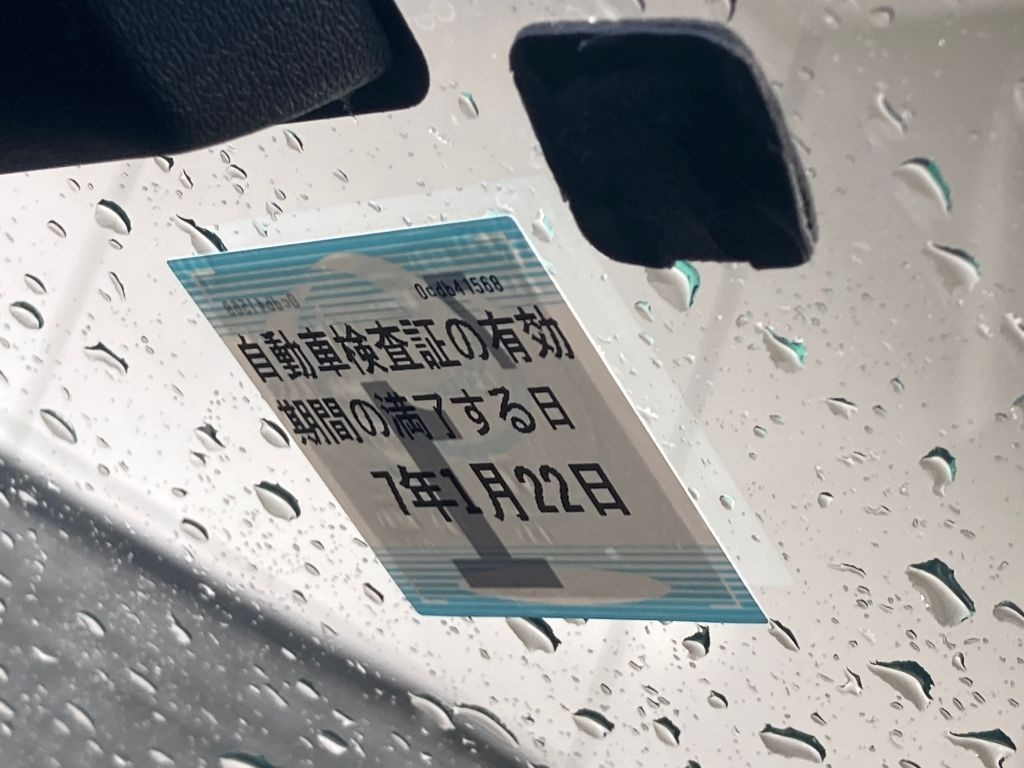 0cdb41568
自動車検査証の有効
期間の満了する日
7年1月22日